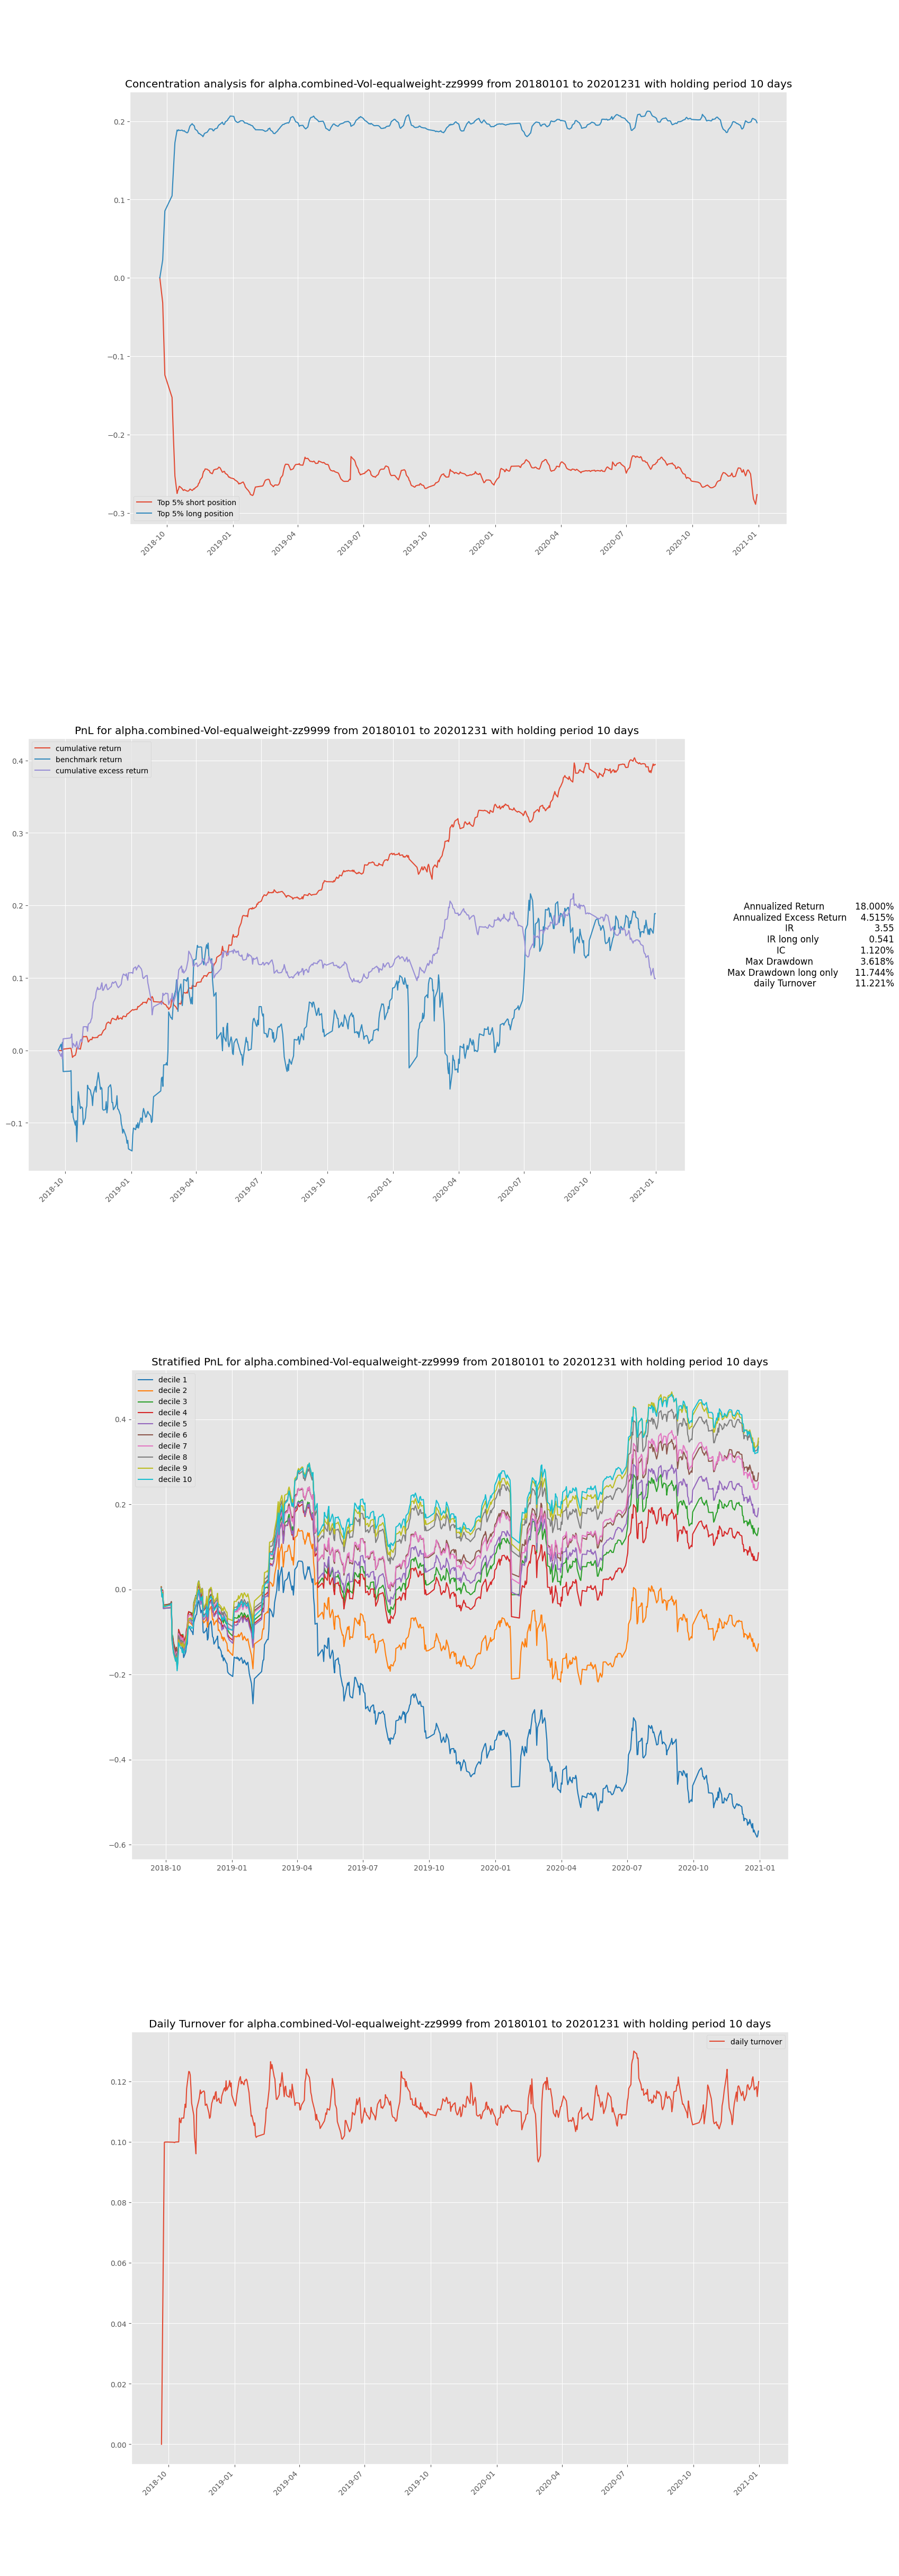 Concentration analysis for alpha.combined-Vol-equalweight-zz9999 from 20180101 to 20201231 with holding period 10 days
0.2
0.1
0.0
−0.1
−0.2
−0.3
Top 5% short position
Top 5% long position
2018-10
2019-01
2019-04
2019-07
2019-10
2020-01
2020-04
2020-07
2020-10
2021-01
PnL for alpha.combined-Vol-equalweight-zz9999 from 20180101 to 20201231 with holding period 10 days
cumulative return
benchmark return
cumulative excess return
0.4
0.3
0.2
0.1
0.0
−0.1
2018-10
2019-01
2019-04
2019-07
2019-10
2020-01
2020-04
2020-07
2020-10
2021-01
Annualized Return 18.000%
Annualized Excess Return 4.515%
IR 3.55
IR long only 0.541
IC 1.120%
Max Drawdown 3.618%
Max Drawdown long only 11.744%
daily Turnover 11.221%
Stratified PnL for alpha.combined-Vol-equalweight-zz9999 from 20180101 to 20201231 with holding period 10 days
decile 1
decile 2
decile 3
decile 4
decile 5
decile 6
decile 7
decile 8
decile 9
decile 10
0.4
0.2
0.0
−0.2
−0.4
−0.6
2018-10
2019-01
2019-04
2019-07
2019-10
2020-01
2020-04
2020-07
2020-10
2021-01
Daily Turnover for alpha.combined-Vol-equalweight-zz9999 from 20180101 to 20201231 with holding period 10 days
daily turnover
0.12
0.10
0.08
0.06
0.04
0.02
0.00
2018-10
2019-01
2019-04
2019-07
2019-10
2020-01
2020-04
2020-07
2020-10
2021-01